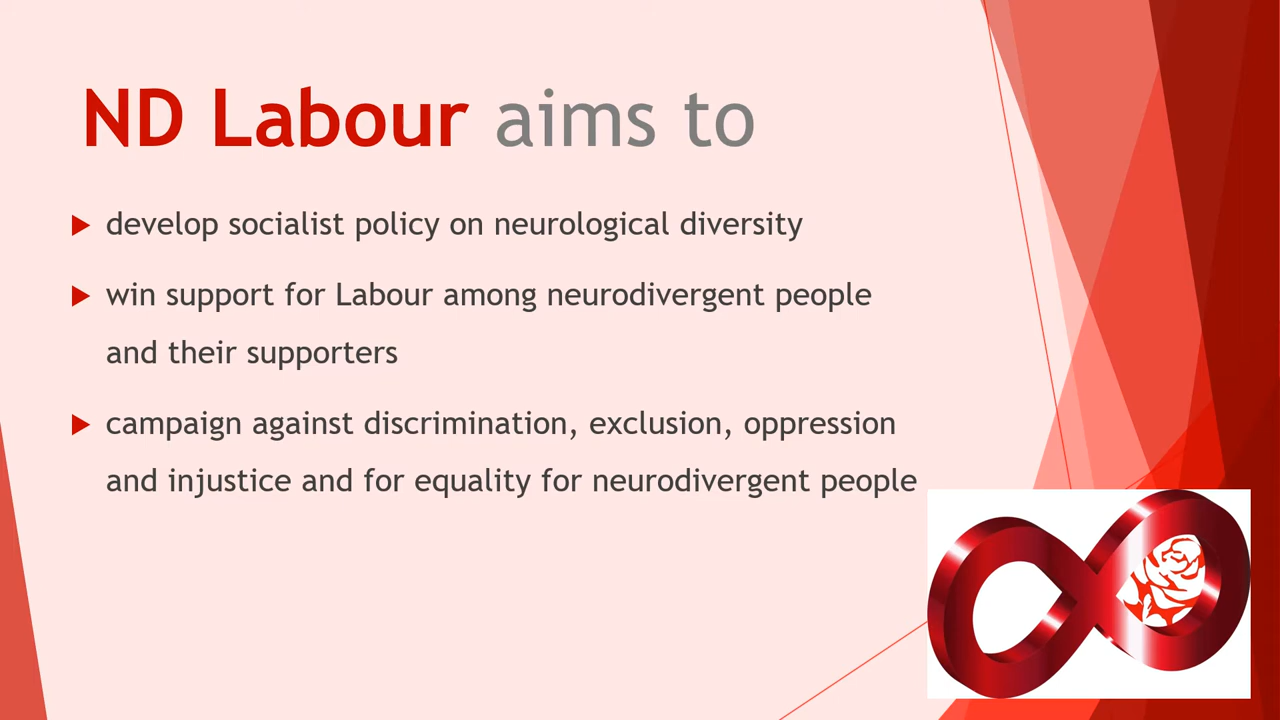 ND Labour aims to
develop socialist policy on neurological diversity
win support for Labour among neurodivergent people
and their supporters
campaign against discrimination, exclusion, oppression
and injustice and for equality for neurodivergent people